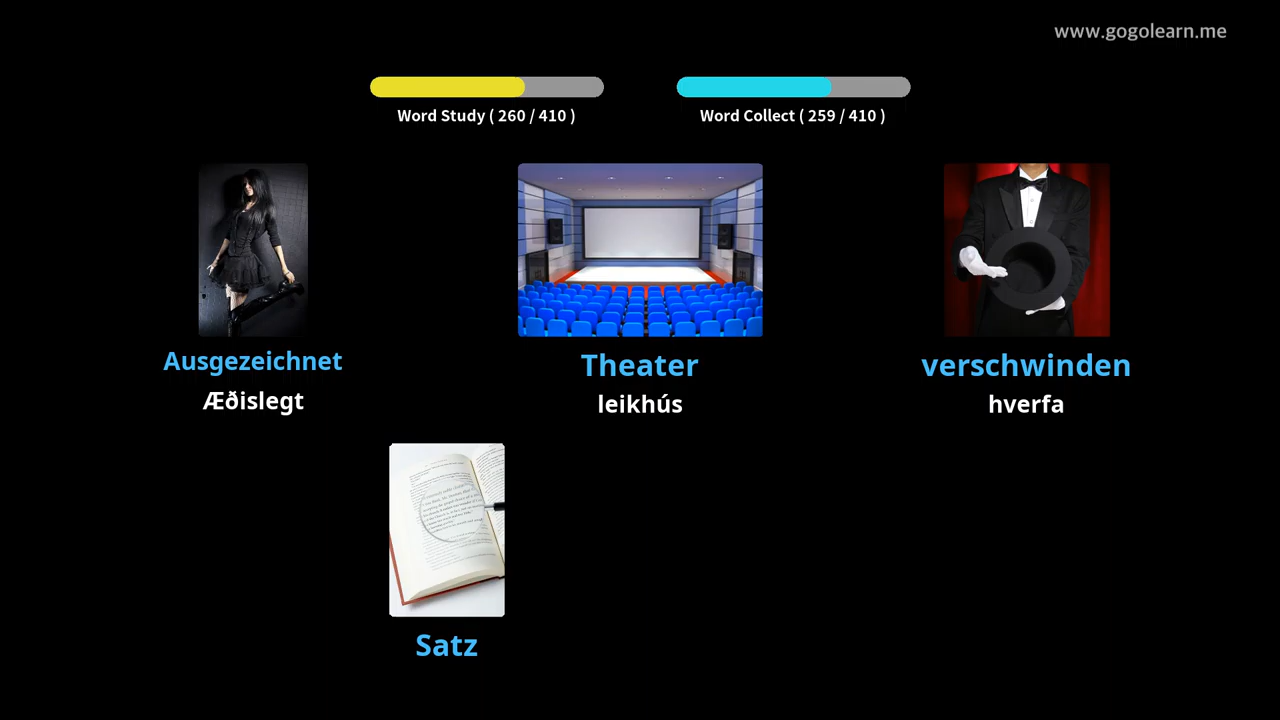 www.gogolearn.me
Word Study ( 260 / 410 )
Word Collect ( 259 / 410 )
Ausgezeichnet
Æðislegt
Theater
leikhús
verschwinden
hverfa
Satz